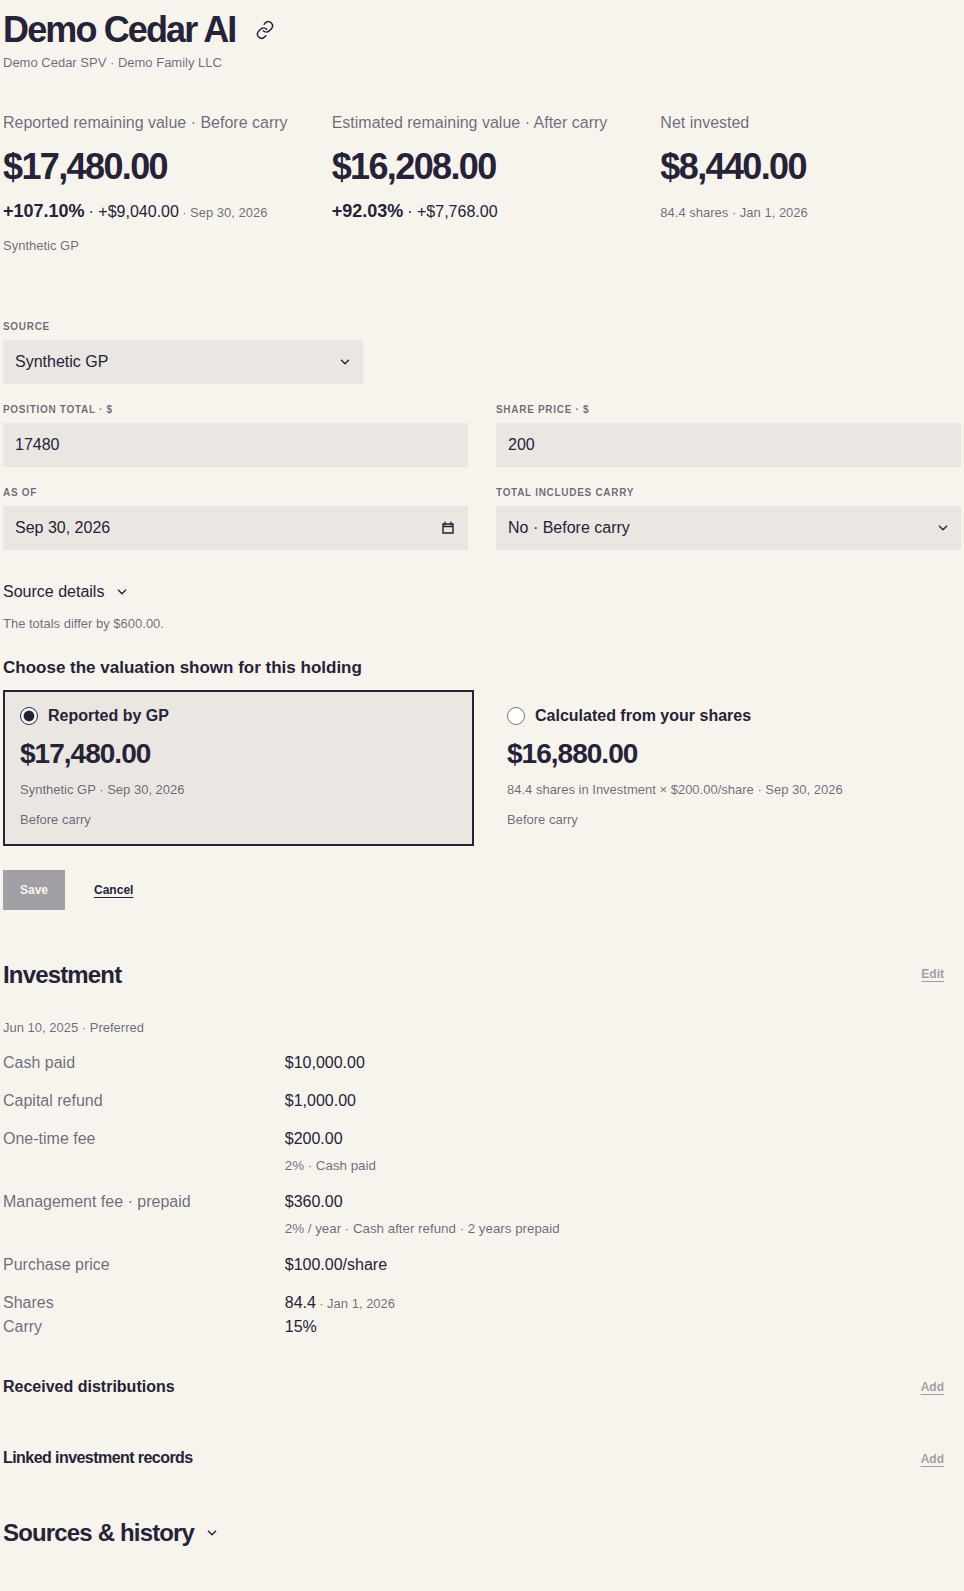 Demo Cedar AI
Demo Cedar SPV · Demo Family LLC
Reported remaining value · Before carry
$17,480.00
+107.10% · +$9,040.00 · Sep 30, 2026
Synthetic GP
Estimated remaining value · After carry
$16,208.00
+92.03% · +$7,768.00
Net invested
$8,440.00
84.4 shares · Jan 1, 2026
SOURCE
Synthetic GP
POSITION TOTAL · $
17480
SHARE PRICE · $
200
AS OF
Sep 30, 2026
TOTAL INCLUDES CARRY
No · Before carry
Source details
The totals differ by $600.00.
Choose the valuation shown for this holding
Reported by GP
$17,480.00
Synthetic GP · Sep 30, 2026
Before carry
Calculated from your shares
$16,880.00
84.4 shares in Investment × $200.00/share · Sep 30, 2026
Before carry
Save
Cancel
Investment
Edit
Jun 10, 2025 · Preferred
Cash paid
$10,000.00
Capital refund
$1,000.00
One-time fee
$200.00
2% · Cash paid
Management fee · prepaid
$360.00
2% / year · Cash after refund · 2 years prepaid
Purchase price
$100.00/share
Shares
84.4 · Jan 1, 2026
Carry
15%
Received distributions
Add
Linked investment records
Add
Sources & history